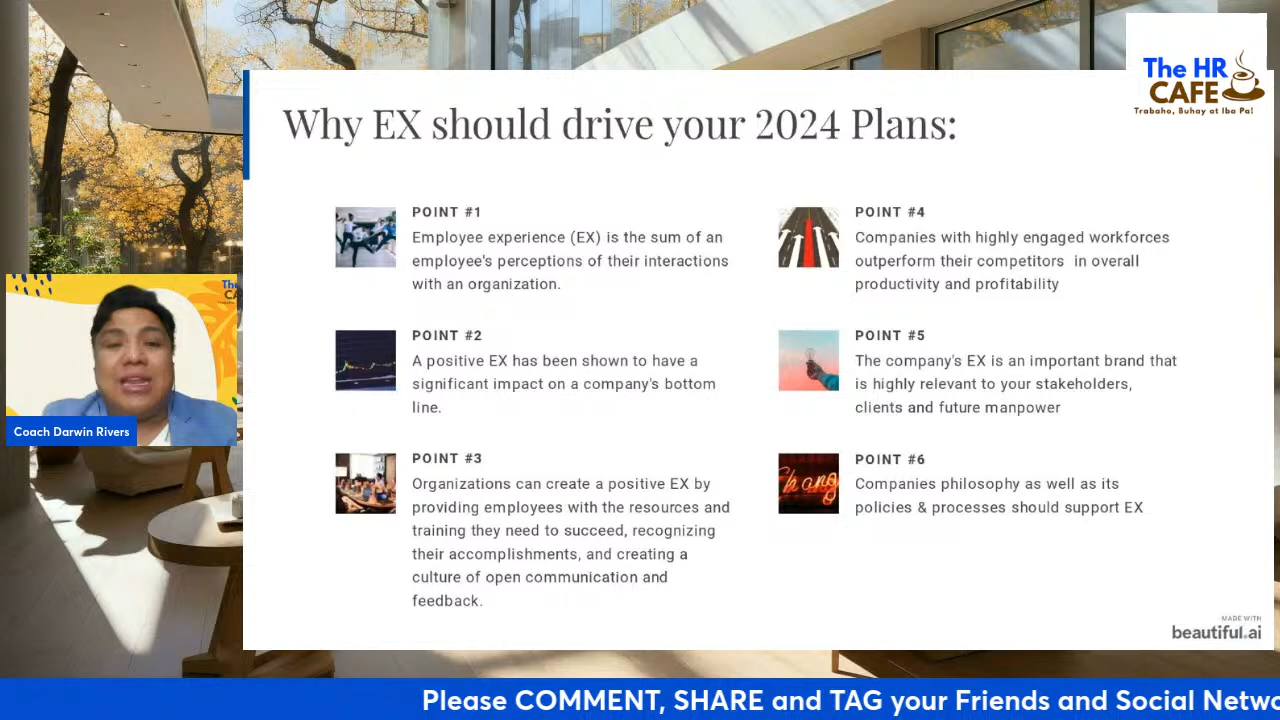 The HR
CAFE
Trabaho, Buhay at Iba Pa!
Why EX should drive your 2024 Plans:
POINT #1
Employee experience (EX) is the sum of an
employee's perceptions of their interactions
with an organization.
POINT #2
A positive EX has been shown to have a
significant impact on a company's bottom
line.
POINT #3
Organizations can create a positive EX by
providing employees with the resources and
training they need to succeed, recognizing
their accomplishments, and creating a
culture of open communication and
feedback.
POINT #4
Companies with highly engaged workforces
outperform their competitors in overall
productivity and profitability
POINT #5
The company's EX is an important brand that
is highly relevant to your stakeholders,
clients and future manpower
Chang
POINT #6
Companies philosophy as well as its
policies & processes should support EX
The
Coach Darwin Rivers
MADE WITH
beautiful.ai
Please COMMENT, SHARE and TAG your Friends and Social Netwo